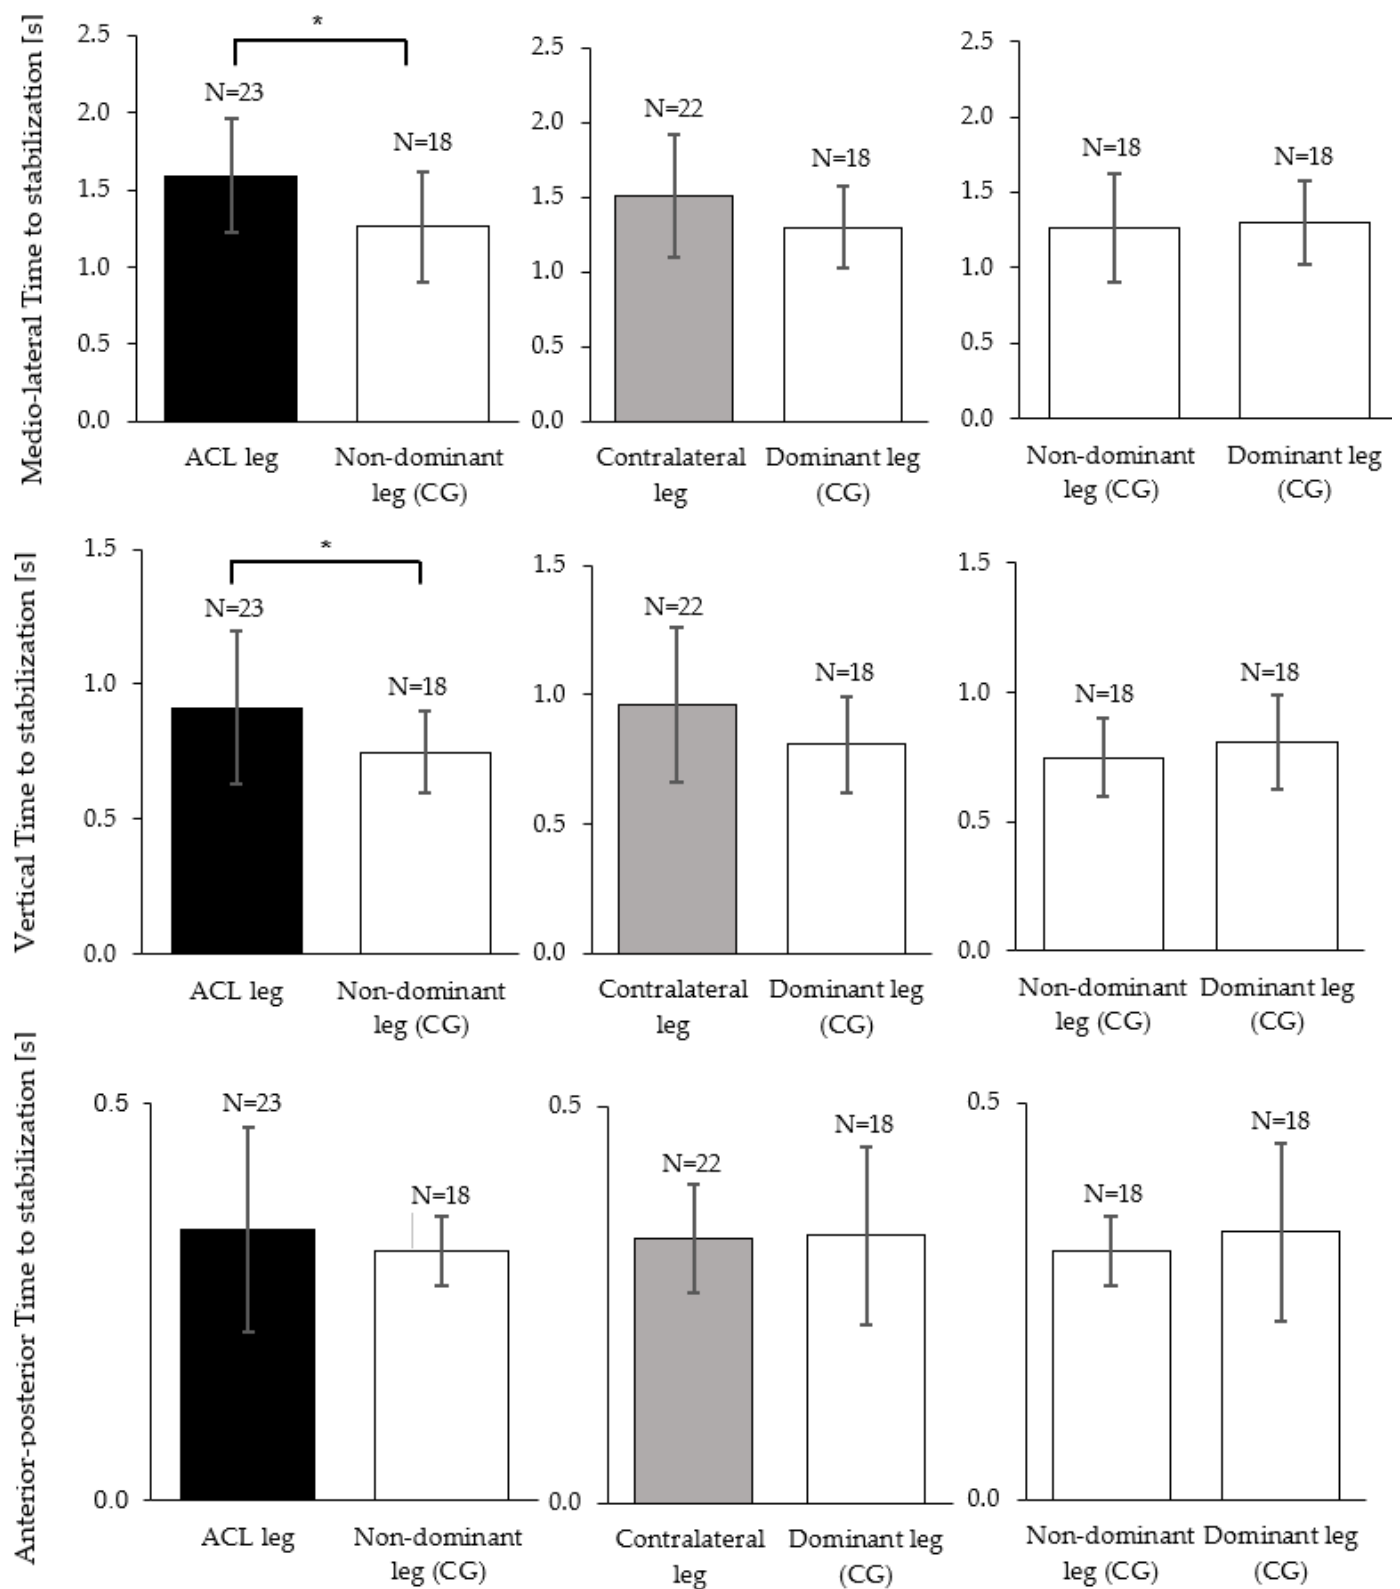 Medio-lateral Time to stabilization [s]
2.5
2.0
1.5
1.0
0.5
0.0
*
N=23
N=18
ACL leg
Non-dominant
leg (CG)
2.5
2.0
1.5
1.0
0.5
0.0
N=22
N=18
Contralateral
leg
Dominant leg
(CG)
2.5
2.0
1.5
1.0
0.5
0.0
N=18
N=18
Non-dominant
leg (CG)
Dominant leg
(CG)
Vertical Time to stabilization [s]
1.5
1.0
0.5
0.0
*
N=23
N=18
ACL leg
Non-dominant
leg (CG)
1.5
1.0
0.5
0.0
N=22
N=18
Contralateral
leg
Dominant leg
(CG)
1.5
1.0
0.5
0.0
N=18
N=18
Non-dominant
leg (CG)
Dominant leg
(CG)
Anterior-posterior Time to stabilization [s]
0.5
0.0
N=23
N=18
ACL leg
Non-dominant
leg (CG)
0.5
0.0
N=22
N=18
Contralateral
leg
Dominant leg
(CG)
0.5
0.0
N=18
N=18
Non-dominant
leg (CG)
Dominant leg
(CG)